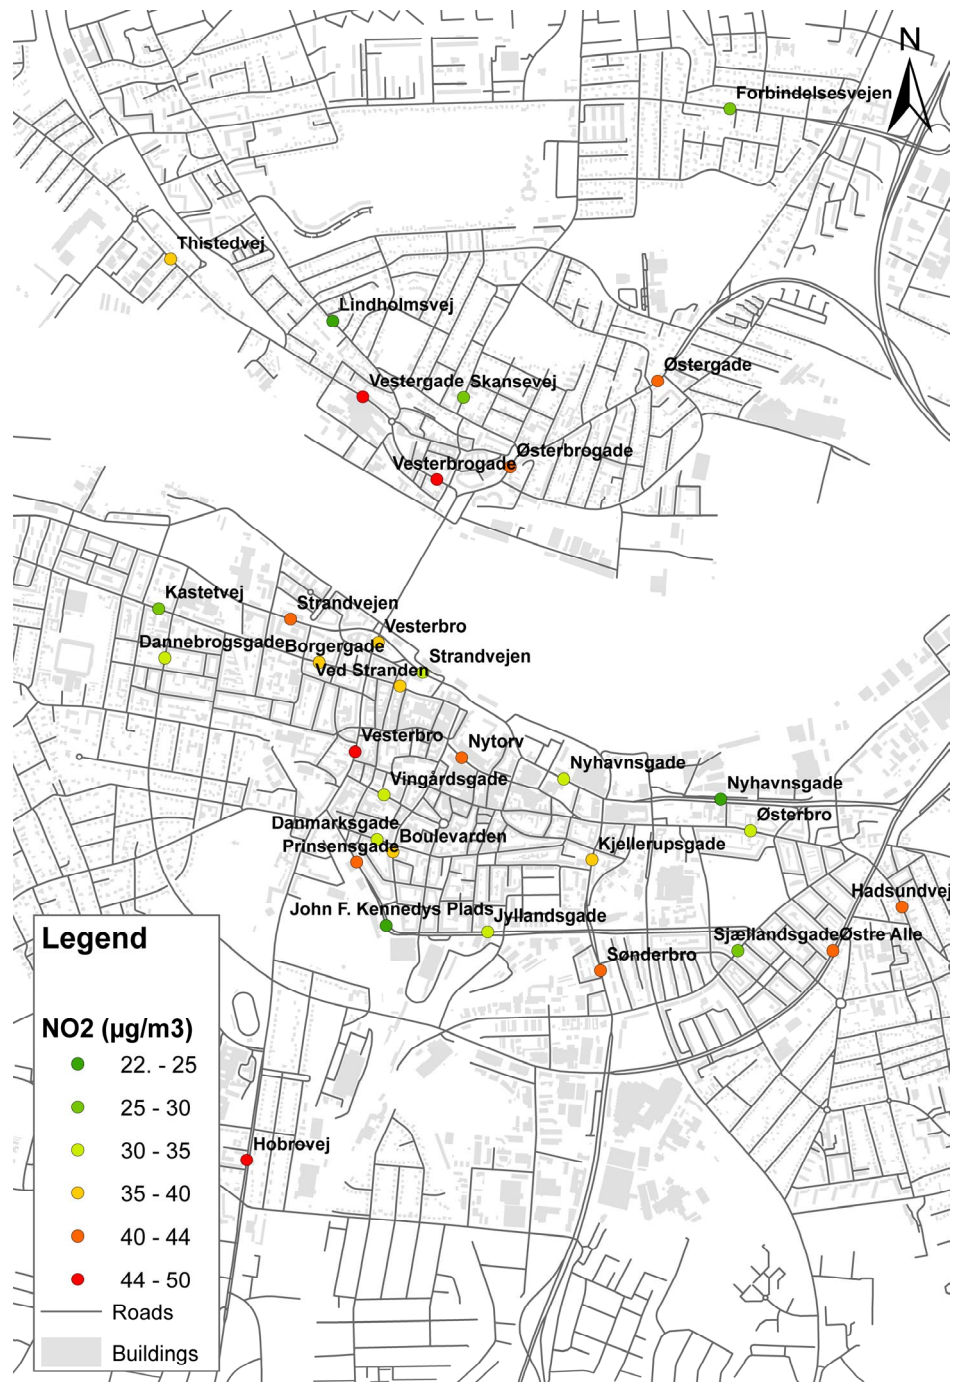 N
Forbindelsesvejen
Thistedvej
Lindholmsvej
Østergade
Vestergade
Skansevej
Østerbrogade
Vesterbrogade
Kastetvej
Strandvejen
Vesterbro
Dannebrogsgade
Borgergade
Strandvejen
Ved Stranden
Vesterbro
Nytorv
Nyhavnsgade
Vingårdsgade
Nyhavnsgade
Østerbro
Danmarksgade
Boulevarden
Prinsensgade
Kjellerupsgade
Hadsundvej
John F. Kennedys Plads
Jyllandsgade
Sjællandsgade
Østre Alle
Sønderbro
Hobrovej
Legend
NO2 (µg/m3)
22. - 25
25 - 30
30 - 35
35 - 40
40 - 44
44 - 50
Roads
Buildings